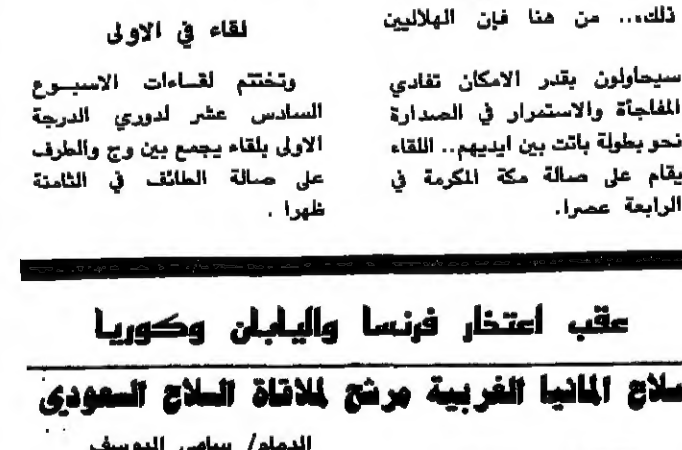 ذلك».. من هنا فإن الهلاليين
سيحاولون بقدر الامكان تفادي
المفاجأة والاستمرار في الصدارة
نحو بطولة باتت بين ايديهم.. اللقاء
يقام على صالة مكة المكرمة في
الرابعة عصرا.
لقاء في الاولى
وتختتم لقاءات الاسبوع
السادس عشر لدوري الدرجة
الاولى بلقاء يجمع بين وج والطرف
على صالة الطائف في الثامنة
ظهرا .
عقب اعتذار فرنسا واليابان وكوريا
سلاح المانيا الغربية مرشح لملاقاة السلاح السعودي
الدمام/ سامي اليوسف